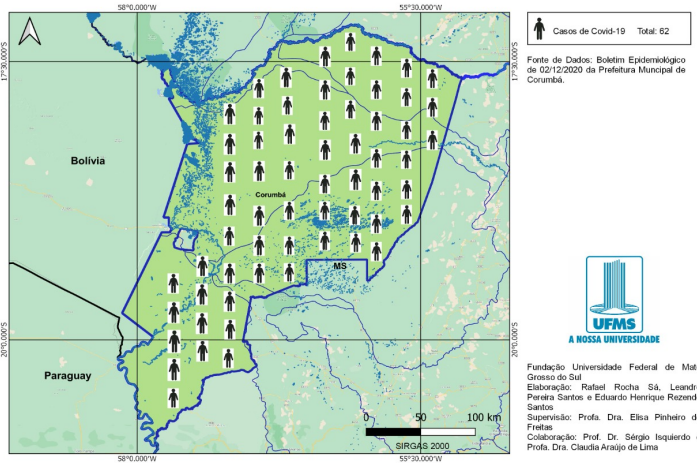 58°0.000'O
55°30.000'O
17°30.000'S
17°30.000'S
Bolívia
Corumbá
MS
20°0.000'S
20°0.000'S
Paraguay
0 50 100 km
SIRGAS 2000
58°0.000'O
55°30.000'O
Casos de Covid-19 Total: 62
Fonte de Dados: Boletim Epidemiológico
de 02/12/2020 da Prefeitura Muncipal de
Corumbá.
UFMS
A NOSSA UNIVERSIDADE
Fundação Universidade Federal de Mat
Grosso do Sul
Elaboração: Rafael Rocha Sá, Leandr
Pereira Santos e Eduardo Henrique Rezend
Santos
Supervisão: Profa. Dra. Elisa Pinheiro d
Freitas
Colaboração: Prof. Dr. Sérgio Isquierdo
Profa. Dra. Claudia Araújo de Lima